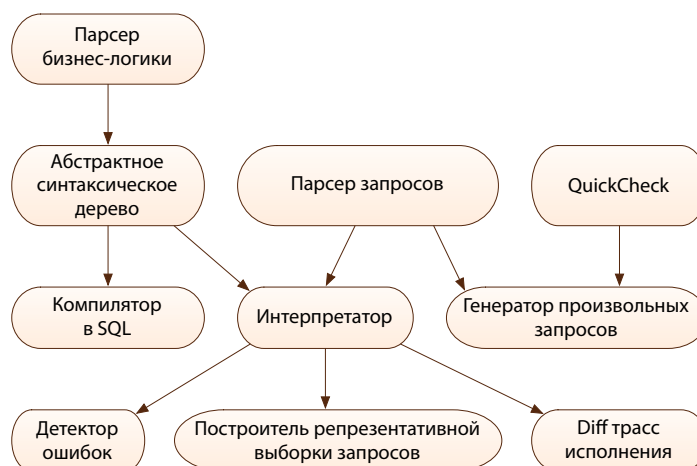 Парсер
бизнес-логики
Абстрактное
синтаксическое
дерево
Парсер запросов
QuickCheck
Компилятор
в SQL
Интерпретатор
Генератор произвольных
запросов
Детектор
ошибок
Построитель репрезентативной
выборки запросов
Diff трасс
исполнения